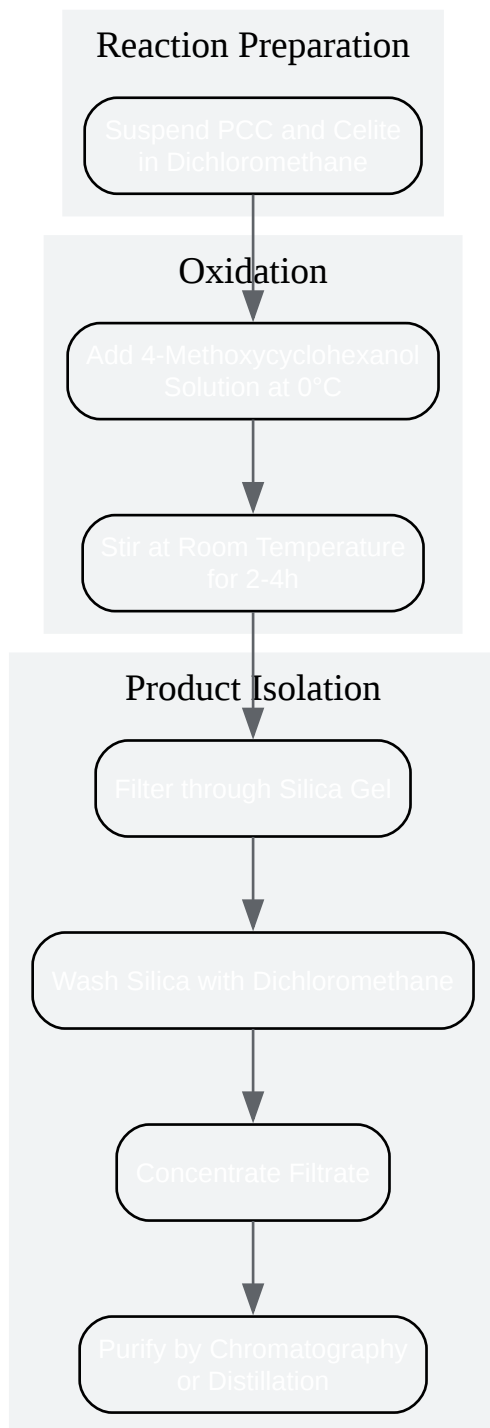 Reaction Preparation
Suspend PCC and Celite
in Dichloromethane
Oxidation
Add 4-Methoxycyclohexanol
Solution at 0°C
Stir at Room Temperature
for 2-4h
Product Isolation
Filter through Silica Gel
Wash Silica with Dichloromethane
Concentrate Filtrate
Purify by Chromatography
or Distillation